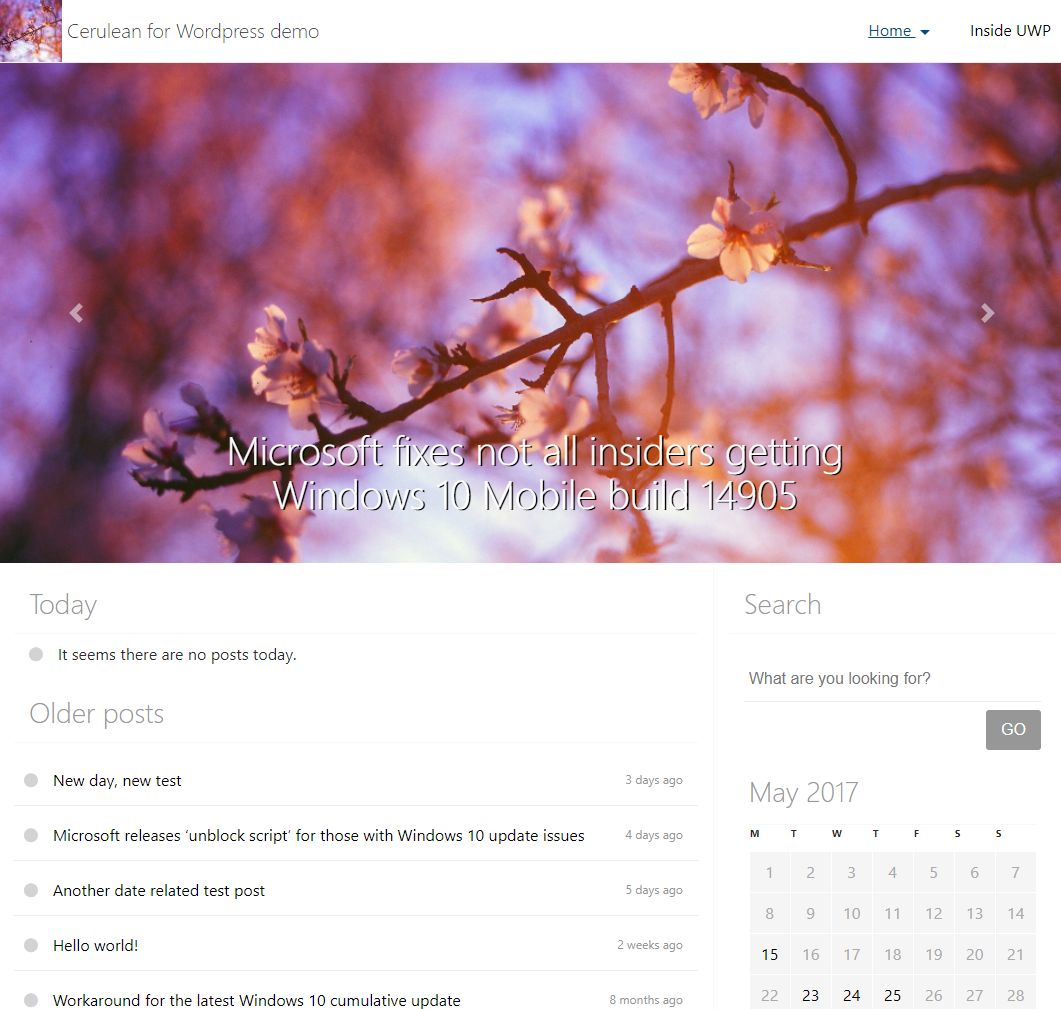 Cerulean for Wordpress demo
Home
Inside UWP
Microsoft fixes not all insiders getting
Windows 10 Mobile build 14905
Today
It seems there are no posts today.
Older posts
New day, new test 3 days ago
Microsoft releases ‘unblock script’ for those with Windows 10 update issues 4 days ago
Another date related test post 5 days ago
Hello world! 2 weeks ago
Workaround for the latest Windows 10 cumulative update 8 months ago
Search
What are you looking for?
GO
May 2017
M T W T F S S
1 2 3 4 5 6 7
8 9 10 11 12 13 14
15 16 17 18 19 20 21
22 23 24 25 26 27 28